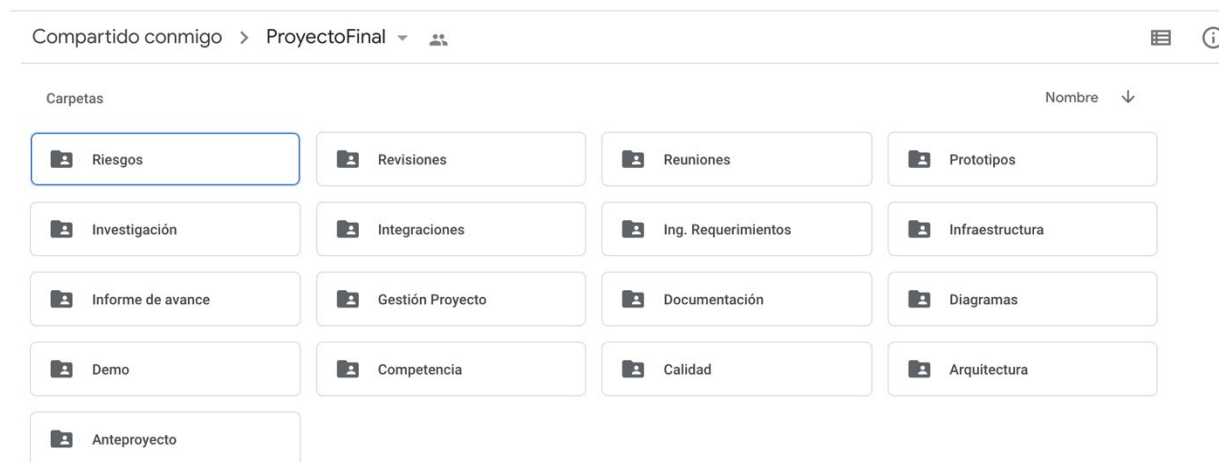 Compartido conmigo > ProyectoFinal
Carpetas Nombre
Riesgos Revisiones Reuniones Prototipos
Investigación Integraciones Ing. Requerimientos Infraestructura
Informe de avance Gestión Proyecto Documentación Diagramas
Demo Competencia Calidad Arquitectura
Anteproyecto